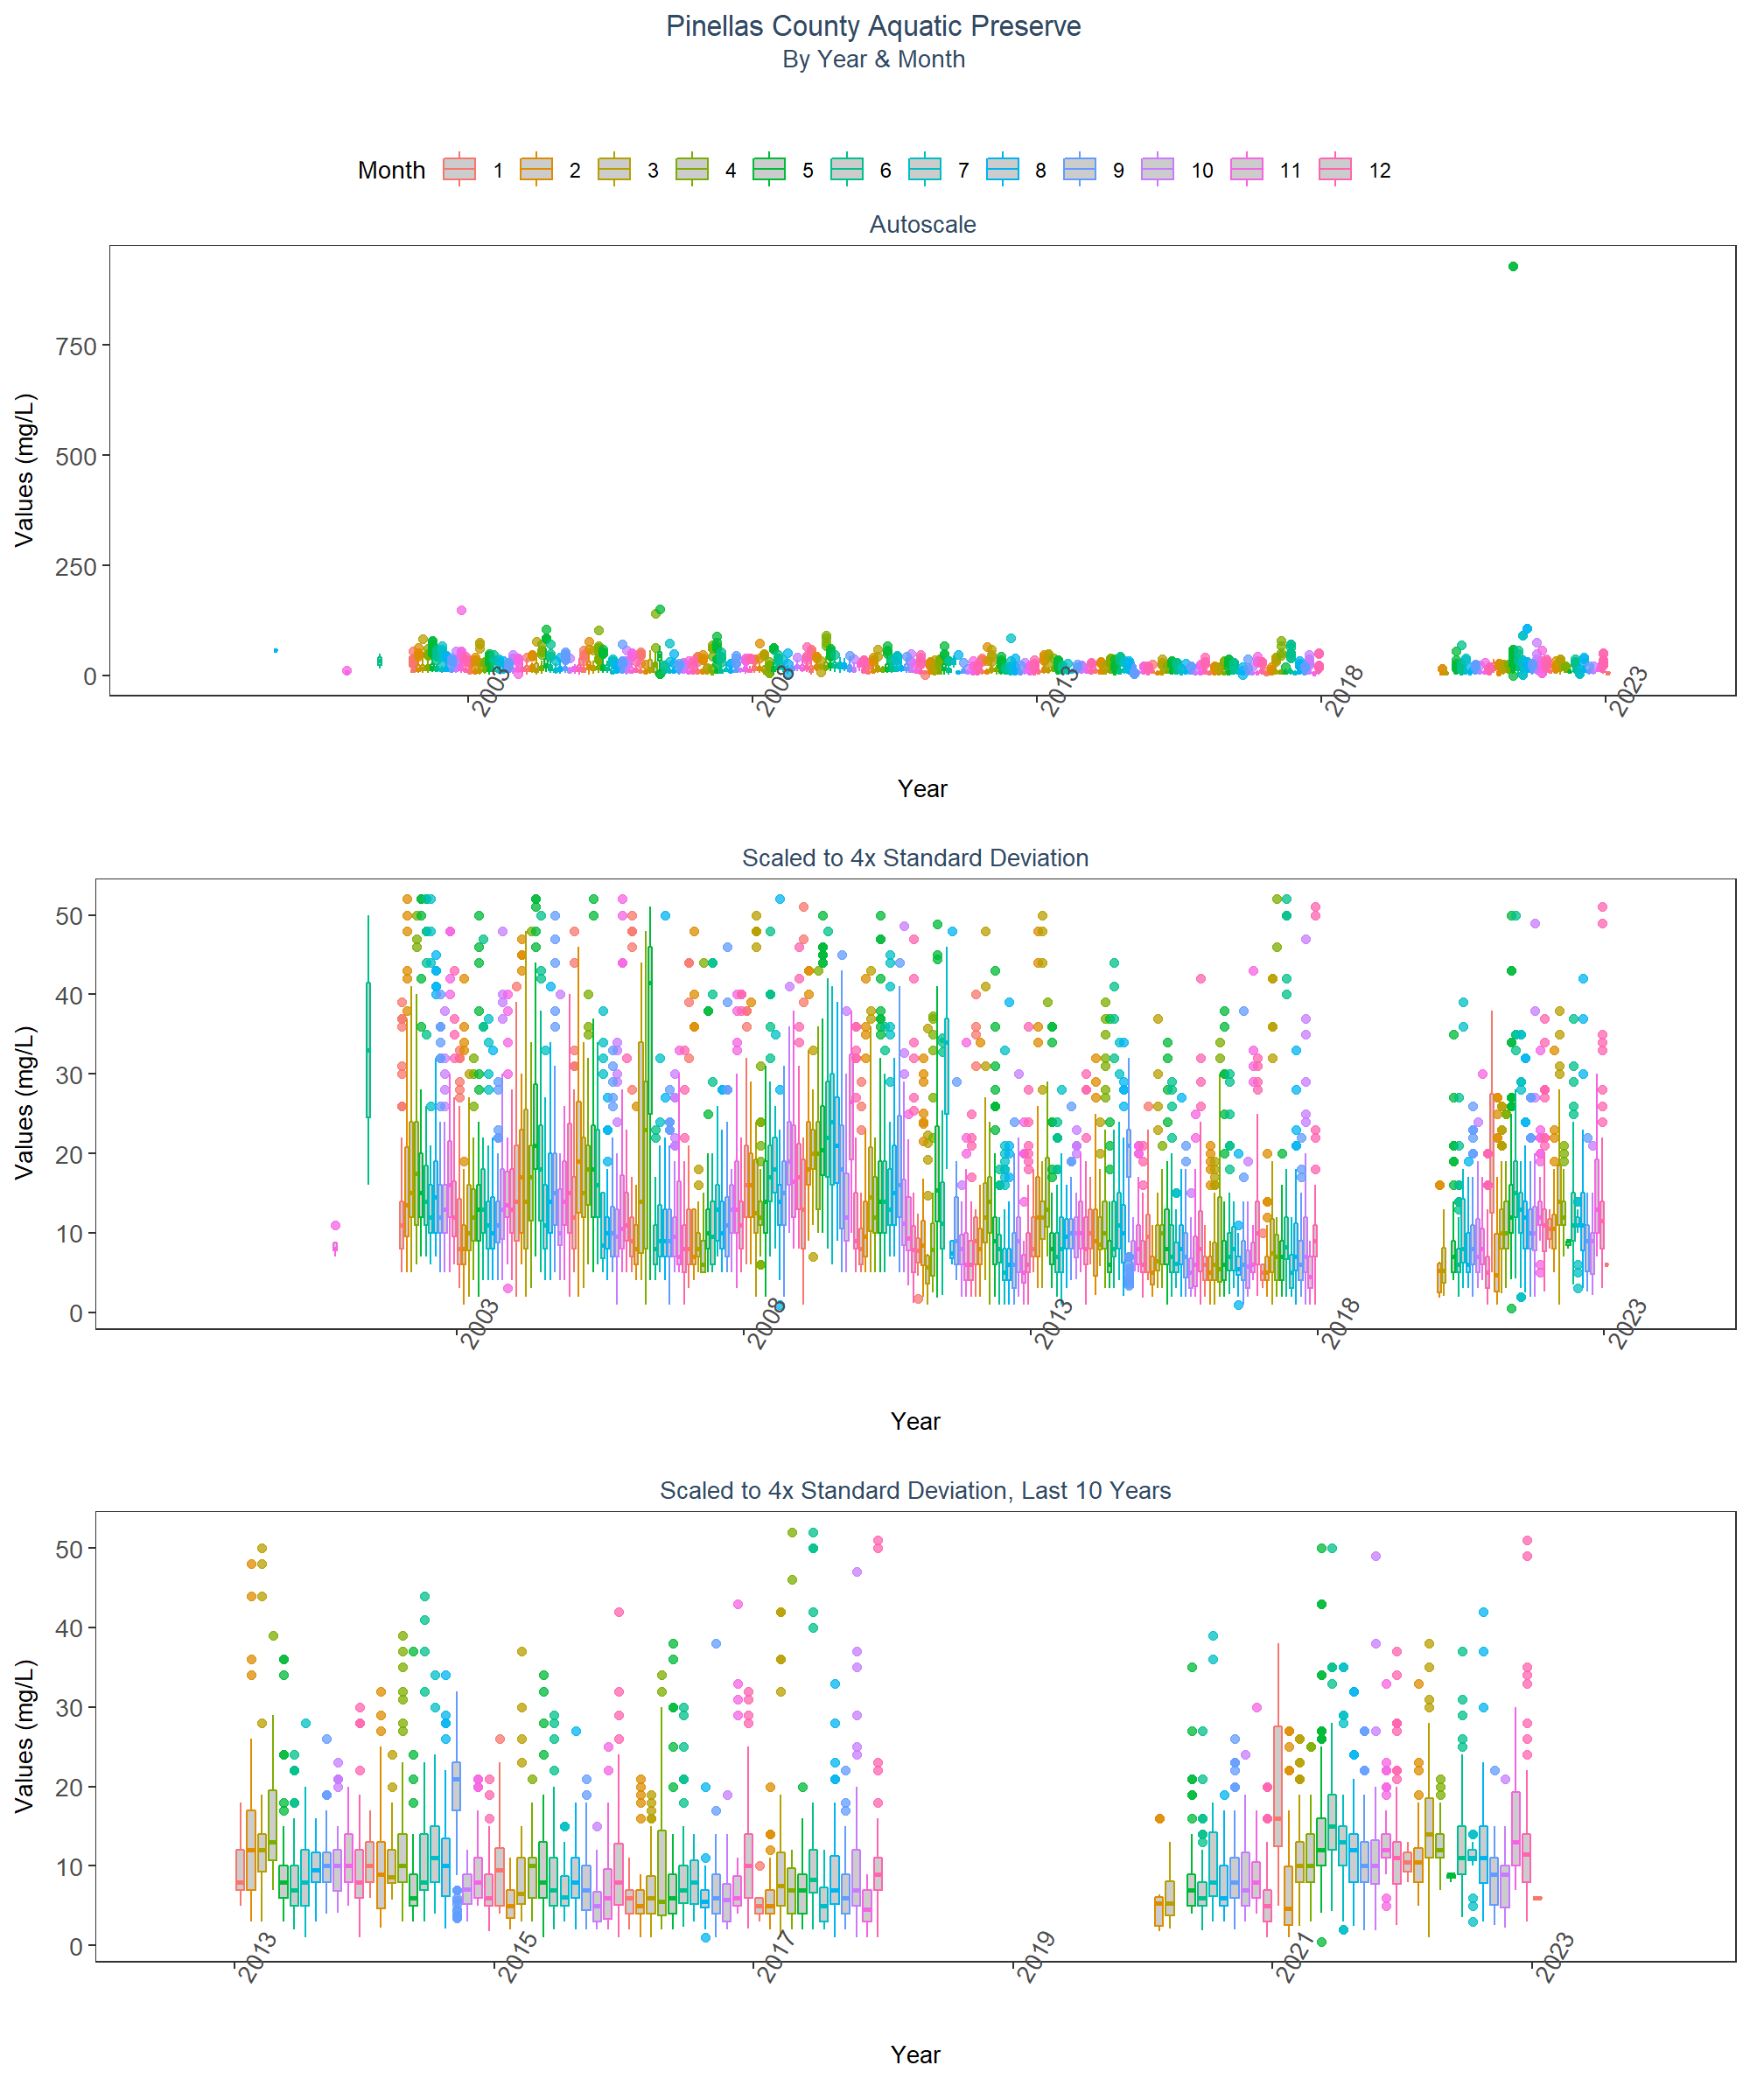 Pinellas County Aquatic Preserve
By Year & Month
Month 1 2 3 4 5 6 7 8 9 10 11 12
Autoscale
Values (mg/L)
750
500
250
0
2003 2008 2013 2018 2023
Year
Scaled to 4x Standard Deviation
Values (mg/L)
50
40
30
20
10
0
2003 2008 2013 2018 2023
Year
Scaled to 4x Standard Deviation, Last 10 Years
Values (mg/L)
50
40
30
20
10
0
2013 2015 2017 2019 2021 2023
Year